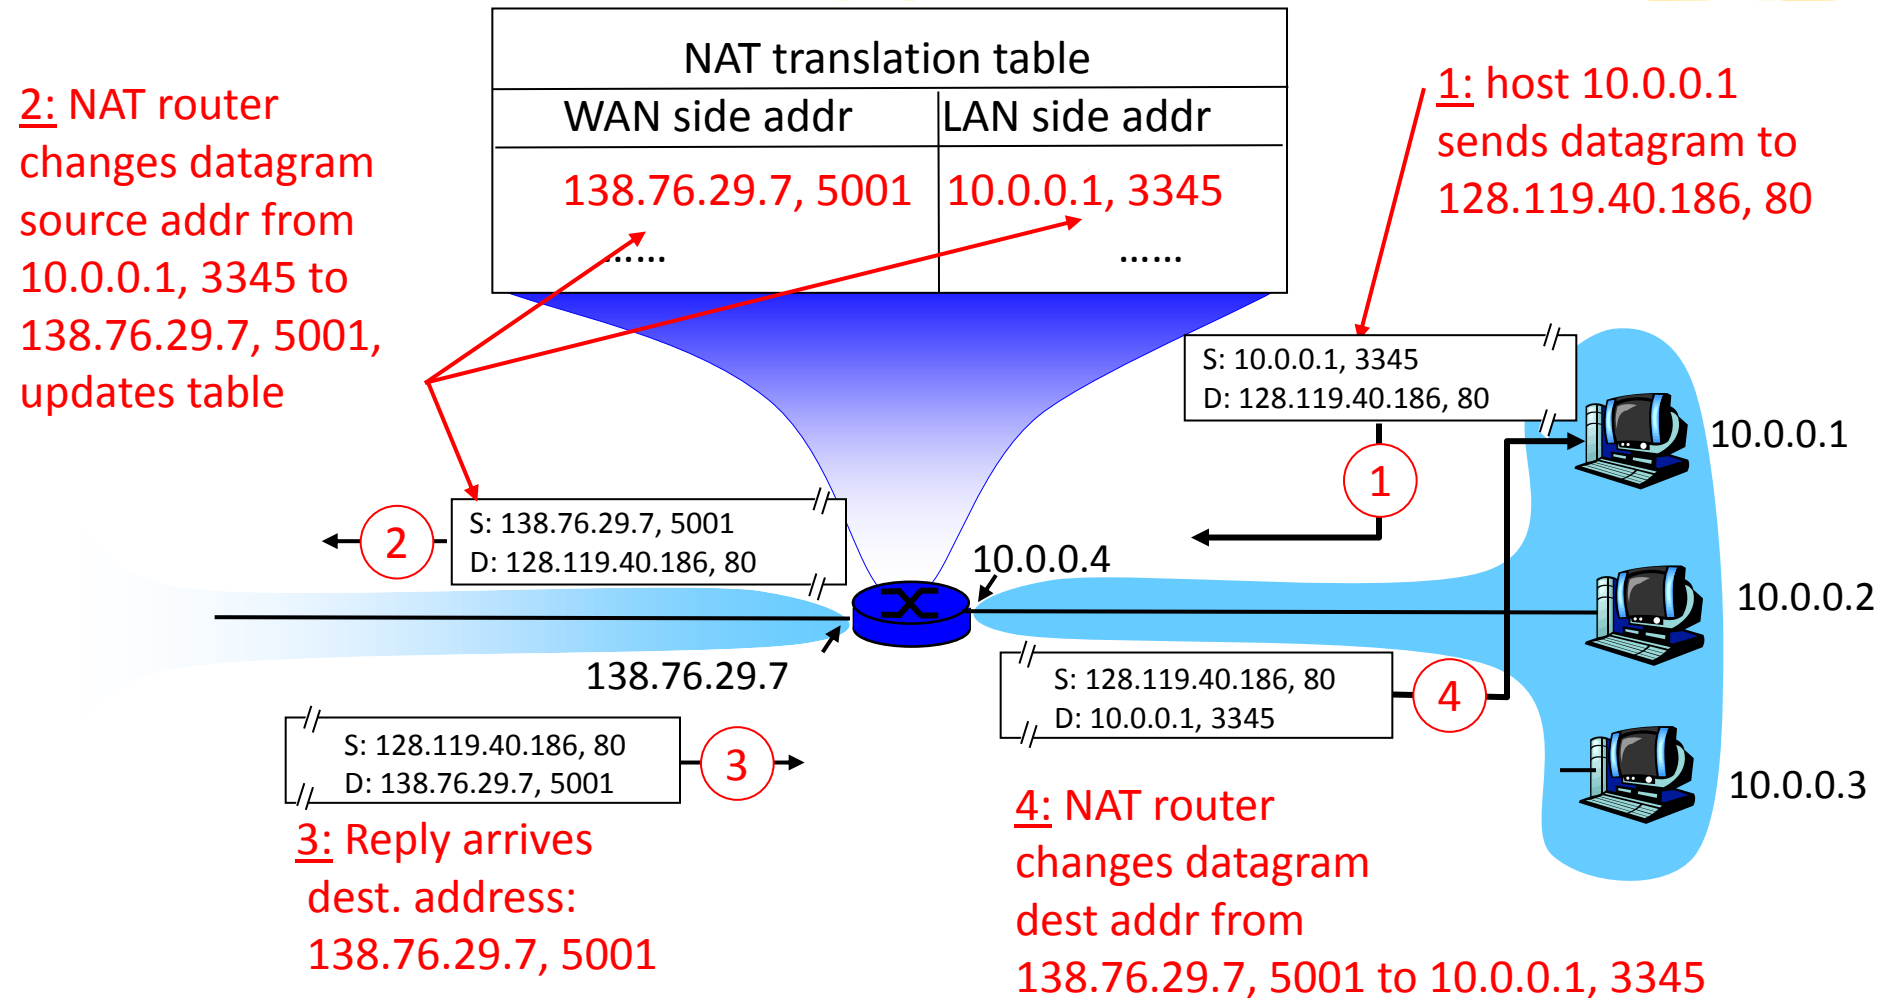 NAT translation table
WAN side addr
LAN side addr
138.76.29.7, 5001
10.0.0.1, 3345
......
......
2: NAT router
changes datagram
source addr from
10.0.0.1, 3345 to
138.76.29.7, 5001,
updates table
1: host 10.0.0.1
sends datagram to
128.119.40.186, 80
S: 10.0.0.1, 3345
D: 128.119.40.186, 80
1
10.0.0.1
S: 138.76.29.7, 5001
D: 128.119.40.186, 80
2
10.0.0.4
10.0.0.2
138.76.29.7
S: 128.119.40.186, 80
D: 10.0.0.1, 3345
4
S: 128.119.40.186, 80
D: 138.76.29.7, 5001
3
10.0.0.3
3: Reply arrives
dest. address:
138.76.29.7, 5001
4: NAT router
changes datagram
dest addr from
138.76.29.7, 5001 to 10.0.0.1, 3345